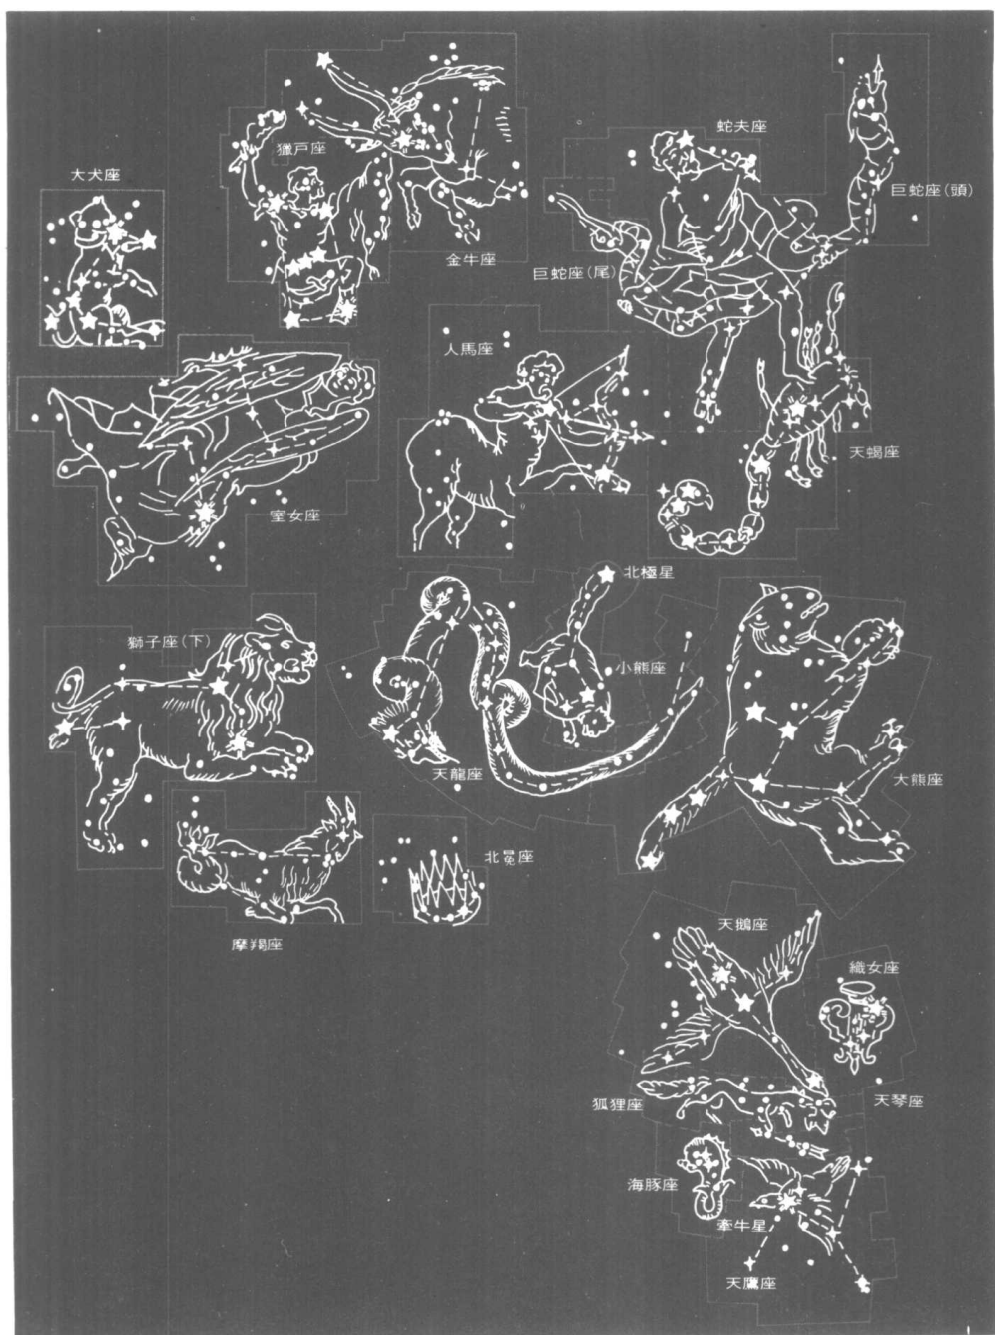 蛇夫座
獵戶座
大犬座
巨蛇座(頭)
金牛座
巨蛇座(尾)
人馬座
天蝎座
室女座
北極星
獅子座(下)
小熊座
天龍座
大熊座
北冕座
摩羯座
天鵝座
織女座
狐狸座
天琴座
海豚座
牽牛星
天鷹座